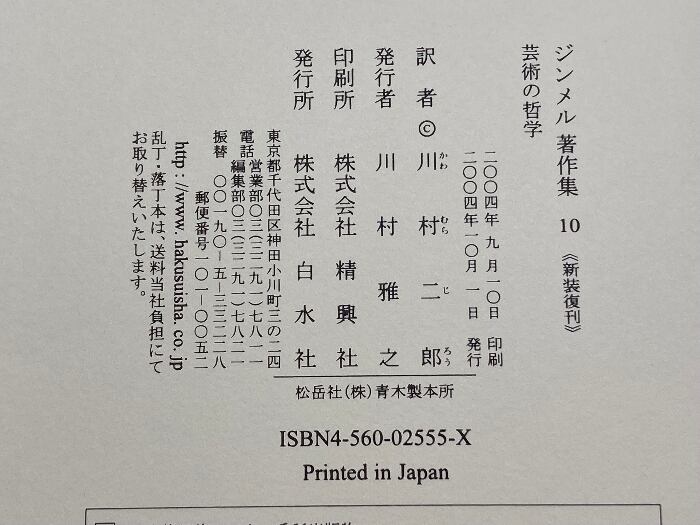 ジンメル著作集 10 《新装復刊》
芸術の哲学
二〇〇四年 九月一〇日 印刷
二〇〇四年一〇月 一日 発行
訳者©川村二郎
かわ むら じ ろう
発行者 川村雅之
印刷所 株式会社 精興社
発行所 株式会社 白水社
東京都千代田区神田小川町三の二四
電話 営業部〇三(三二九一)七八一一
編集部〇三(三二九一)七八二一
振替 〇〇一九〇-五-三三二二八
郵便番号一〇一-〇〇五二
http://www.hakusuisha.co.jp
乱丁・落丁本は、送料当社負担にて
お取り替えいたします。
松岳社(株)青木製本所
ISBN4-560-02555-X
Printed in Japan